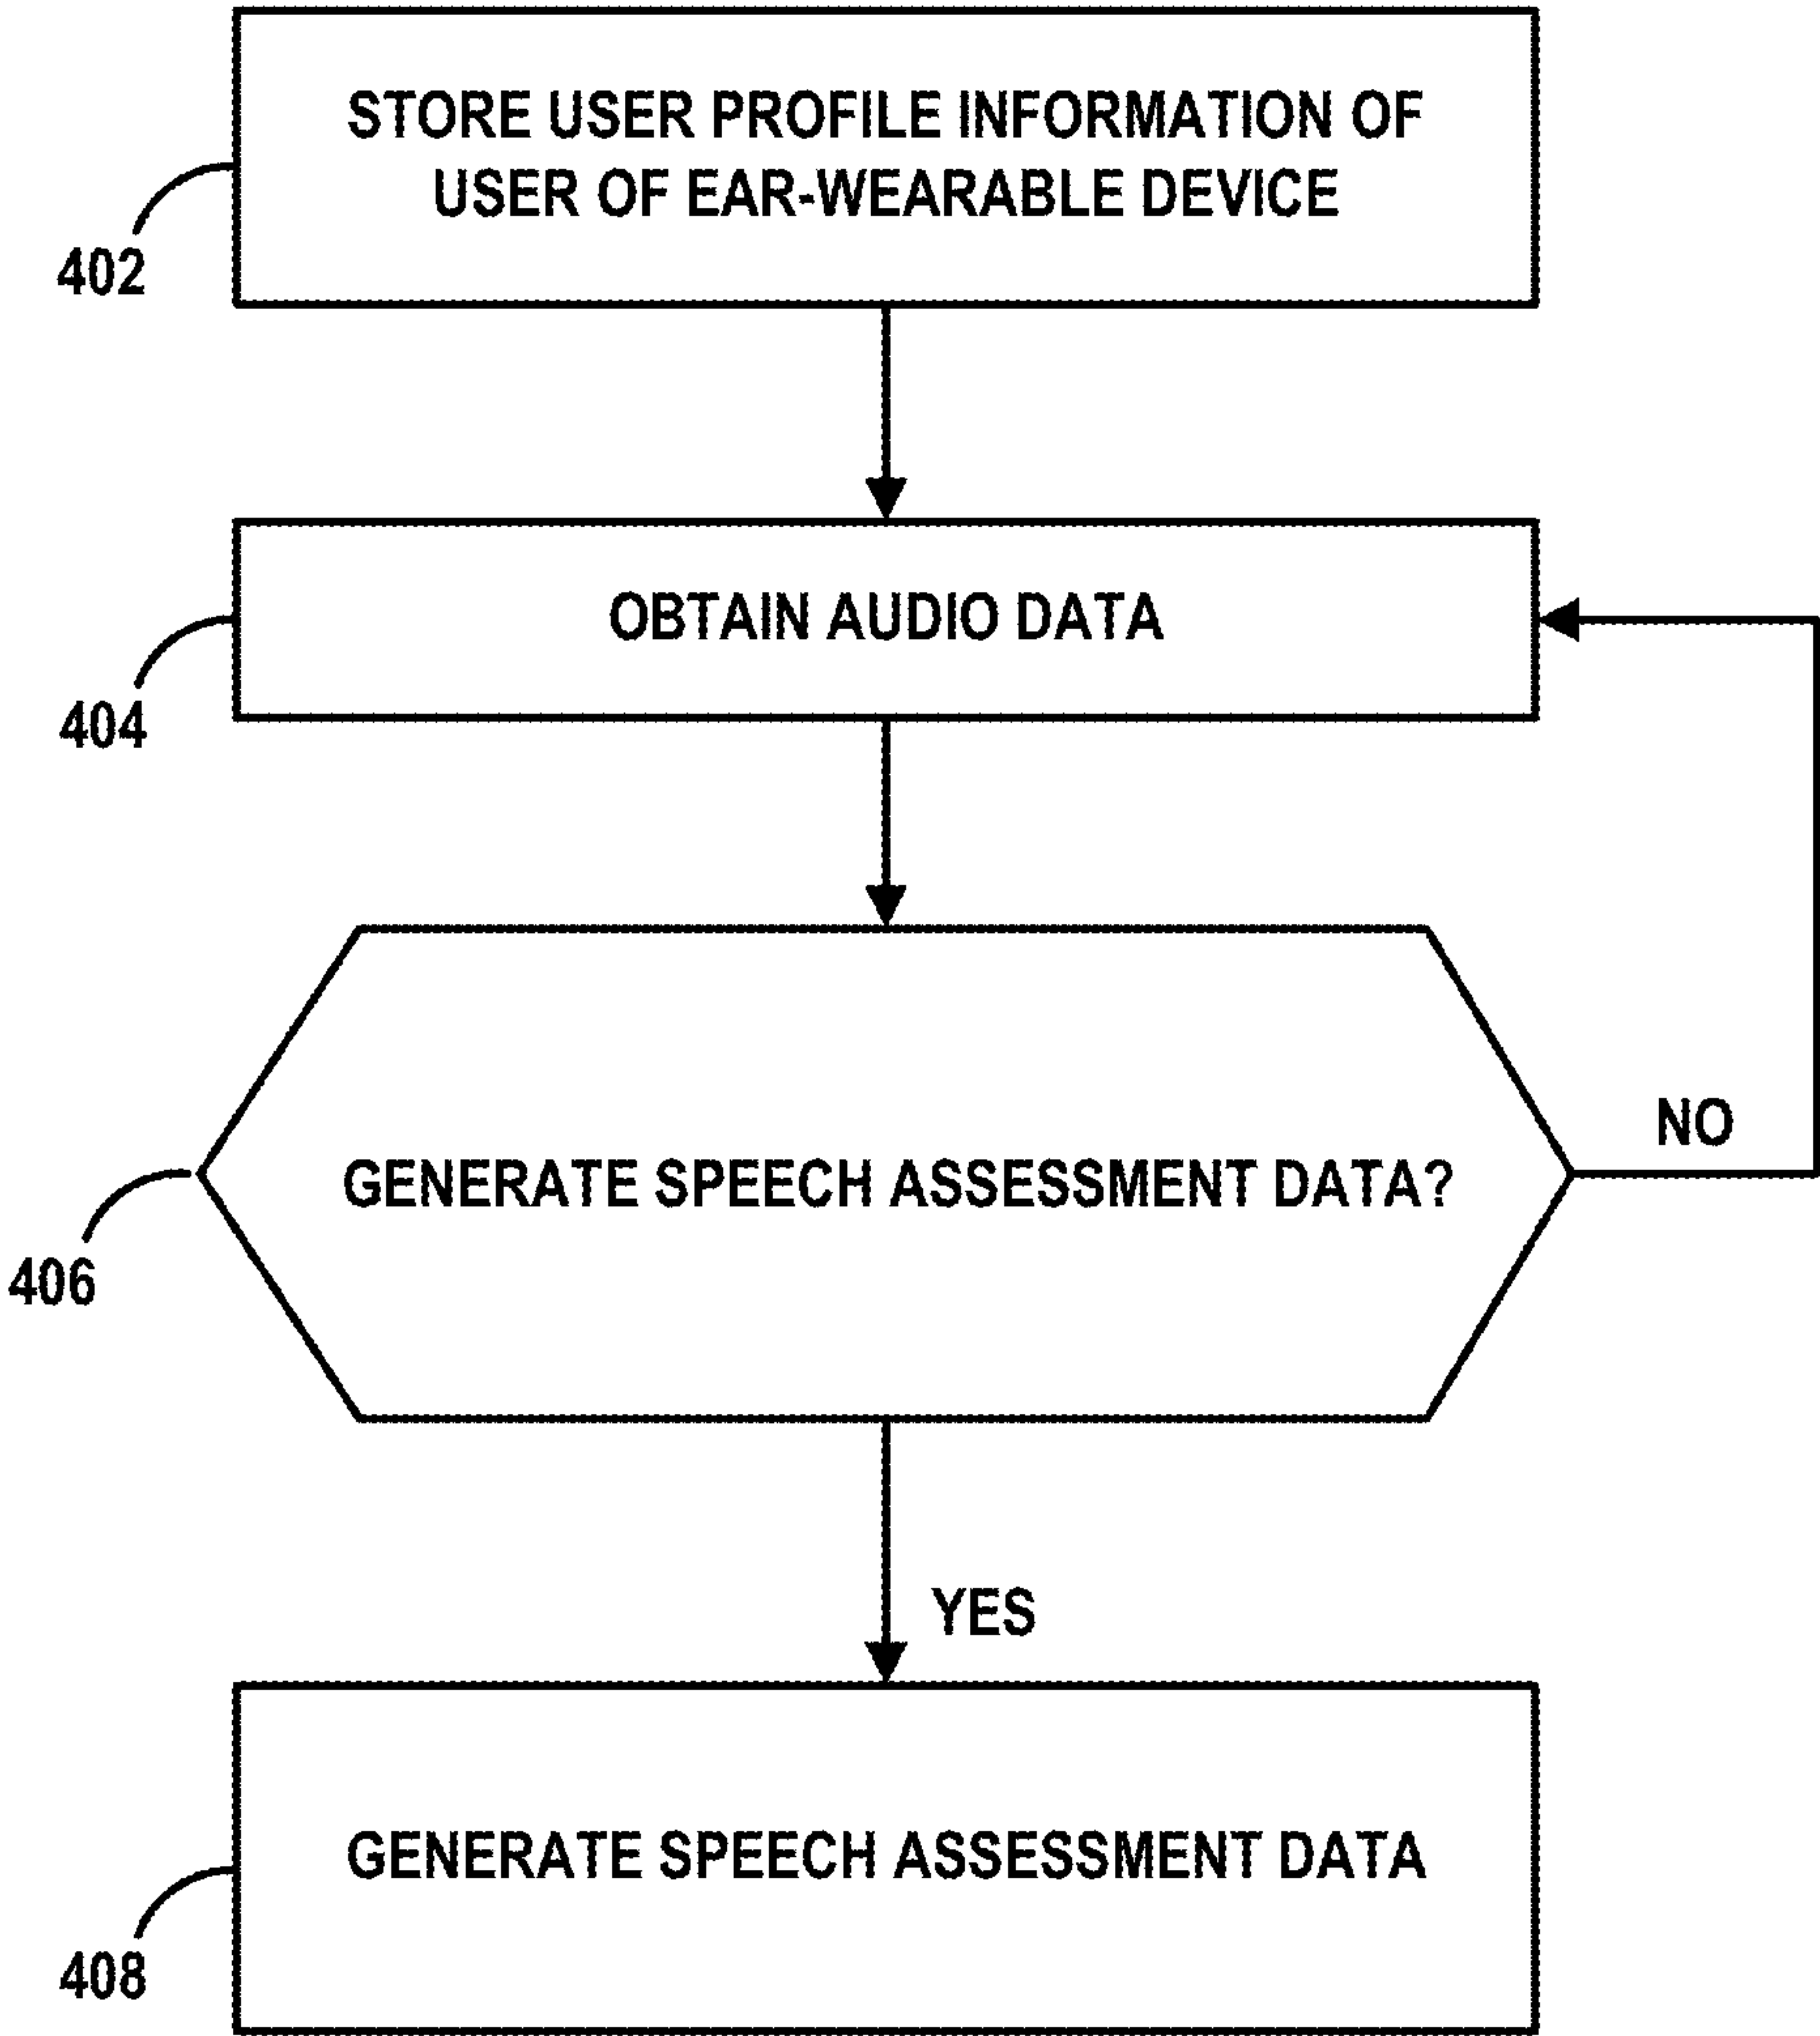 STORE USER PROFILE INFORMATION OF
USER OF EAR-WEARABLE DEVICE
402
OBTAIN AUDIO DATA
404
GENERATE SPEECH ASSESSMENT DATA?
NO
406
YES
GENERATE SPEECH ASSESSMENT DATA
408